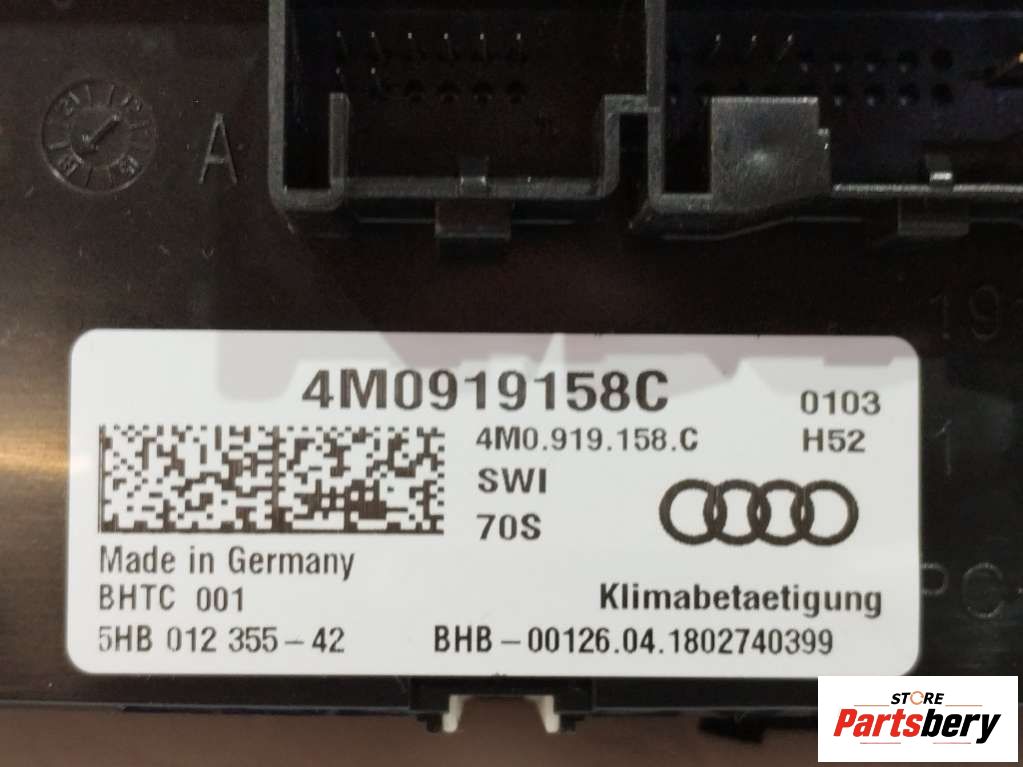 A
19
4M0919158C
0103
4M0.919.158.C
H52
SWI
70S
Made in Germany
BHTC 001
Klimabetaetigung
5HB 012 355-42
BHB-00126.04.1802740399
STORE
Partsbery